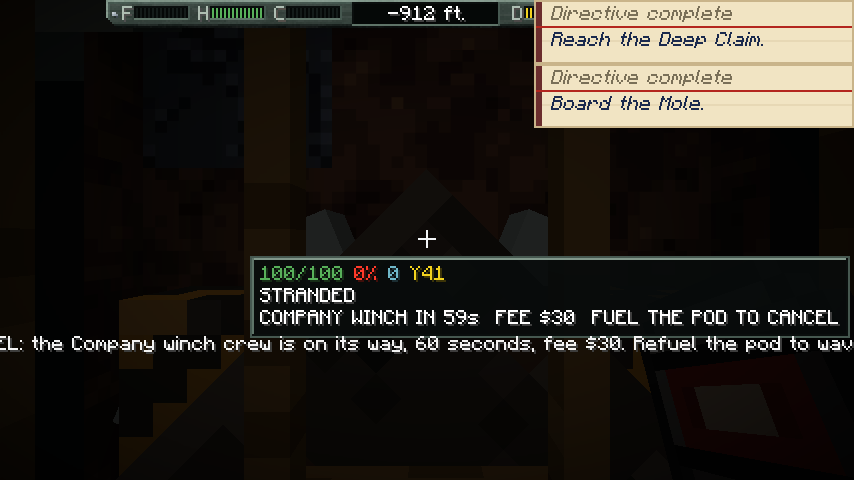 F H C -912 ft. D
Directive complete
Reach the Deep Claim.
Directive complete
Board the Mole.
100/100 0% 0 Y41
STRANDED
COMPANY WINCH IN 59s FEE $30 FUEL THE POD TO CANCEL
EL: the Company winch crew is on its way, 60 seconds, fee $30. Refuel the pod to wav